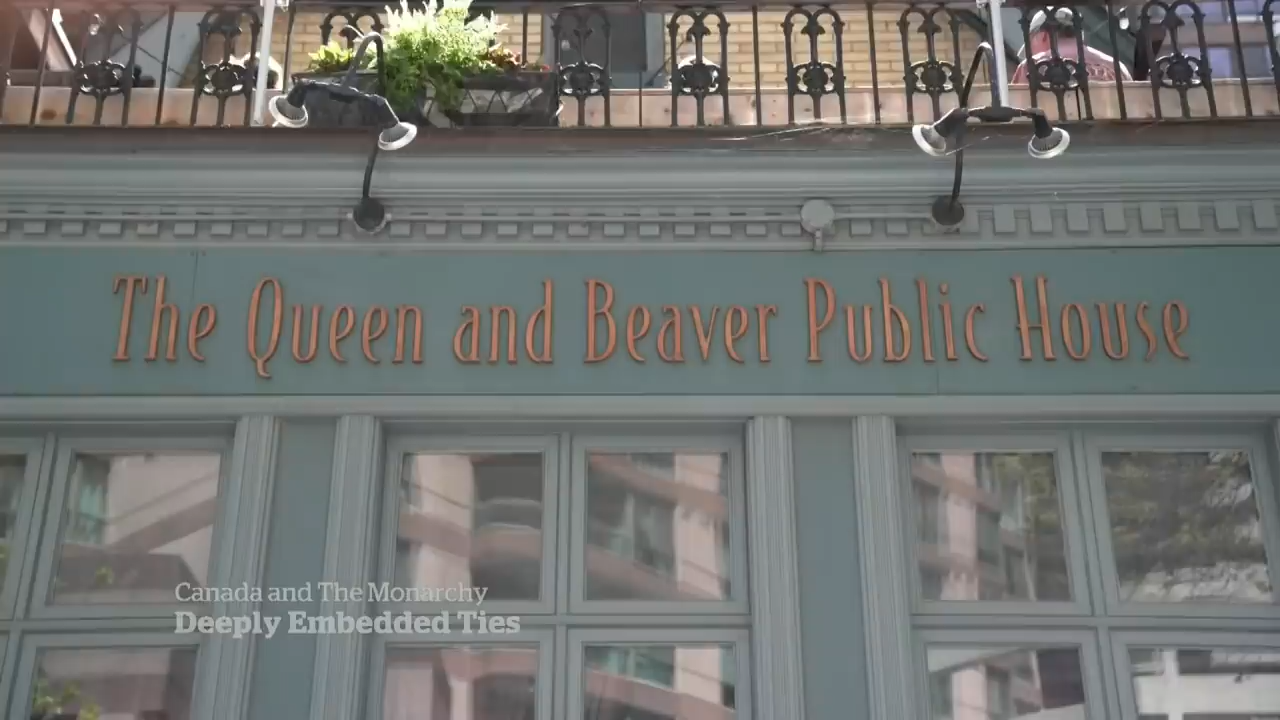 The Queen and Beaver Public House
Canada and The Monarchy
Deeply Embedded Ties